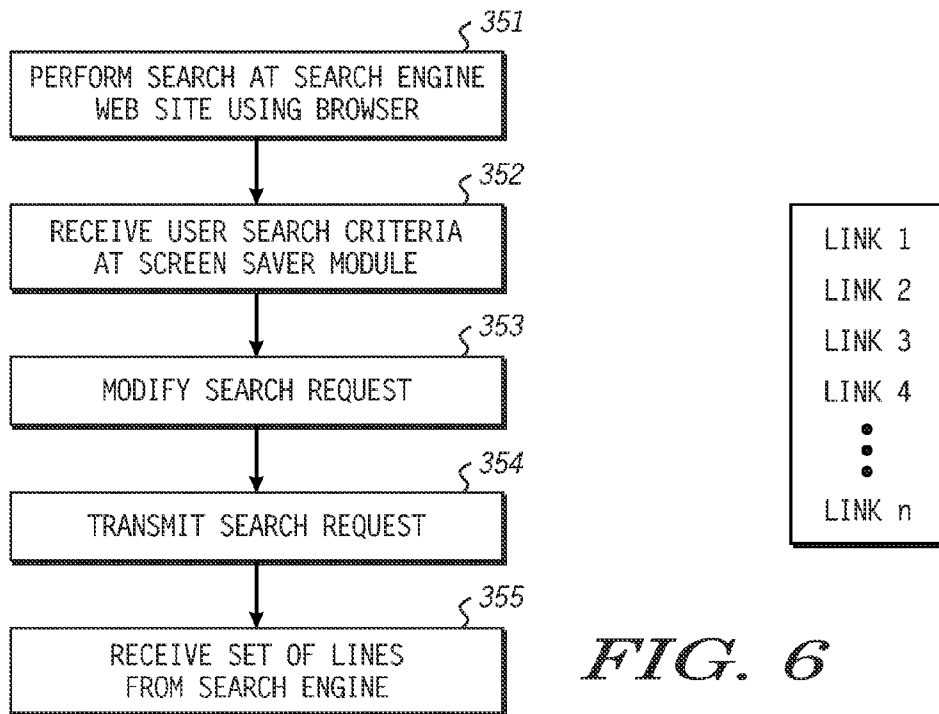 351
PERFORM SEARCH AT SEARCH ENGINE
WEB SITE USING BROWSER
352
RECEIVE USER SEARCH CRITERIA
AT SCREEN SAVER MODULE
353
MODIFY SEARCH REQUEST
354
TRANSMIT SEARCH REQUEST
355
RECEIVE SET OF LINES
FROM SEARCH ENGINE
LINK 1
LINK 2
LINK 3
LINK 4
LINK n
FIG. 6